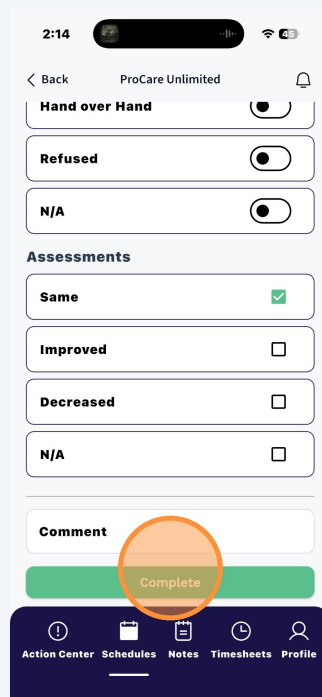 2:14
45
Back ProCare Unlimited
Hand over Hand
Refused
N/A
Assessments
Same
Improved
Decreased
N/A
Comment
Complete
Action Center Schedules Notes Timesheets Profile